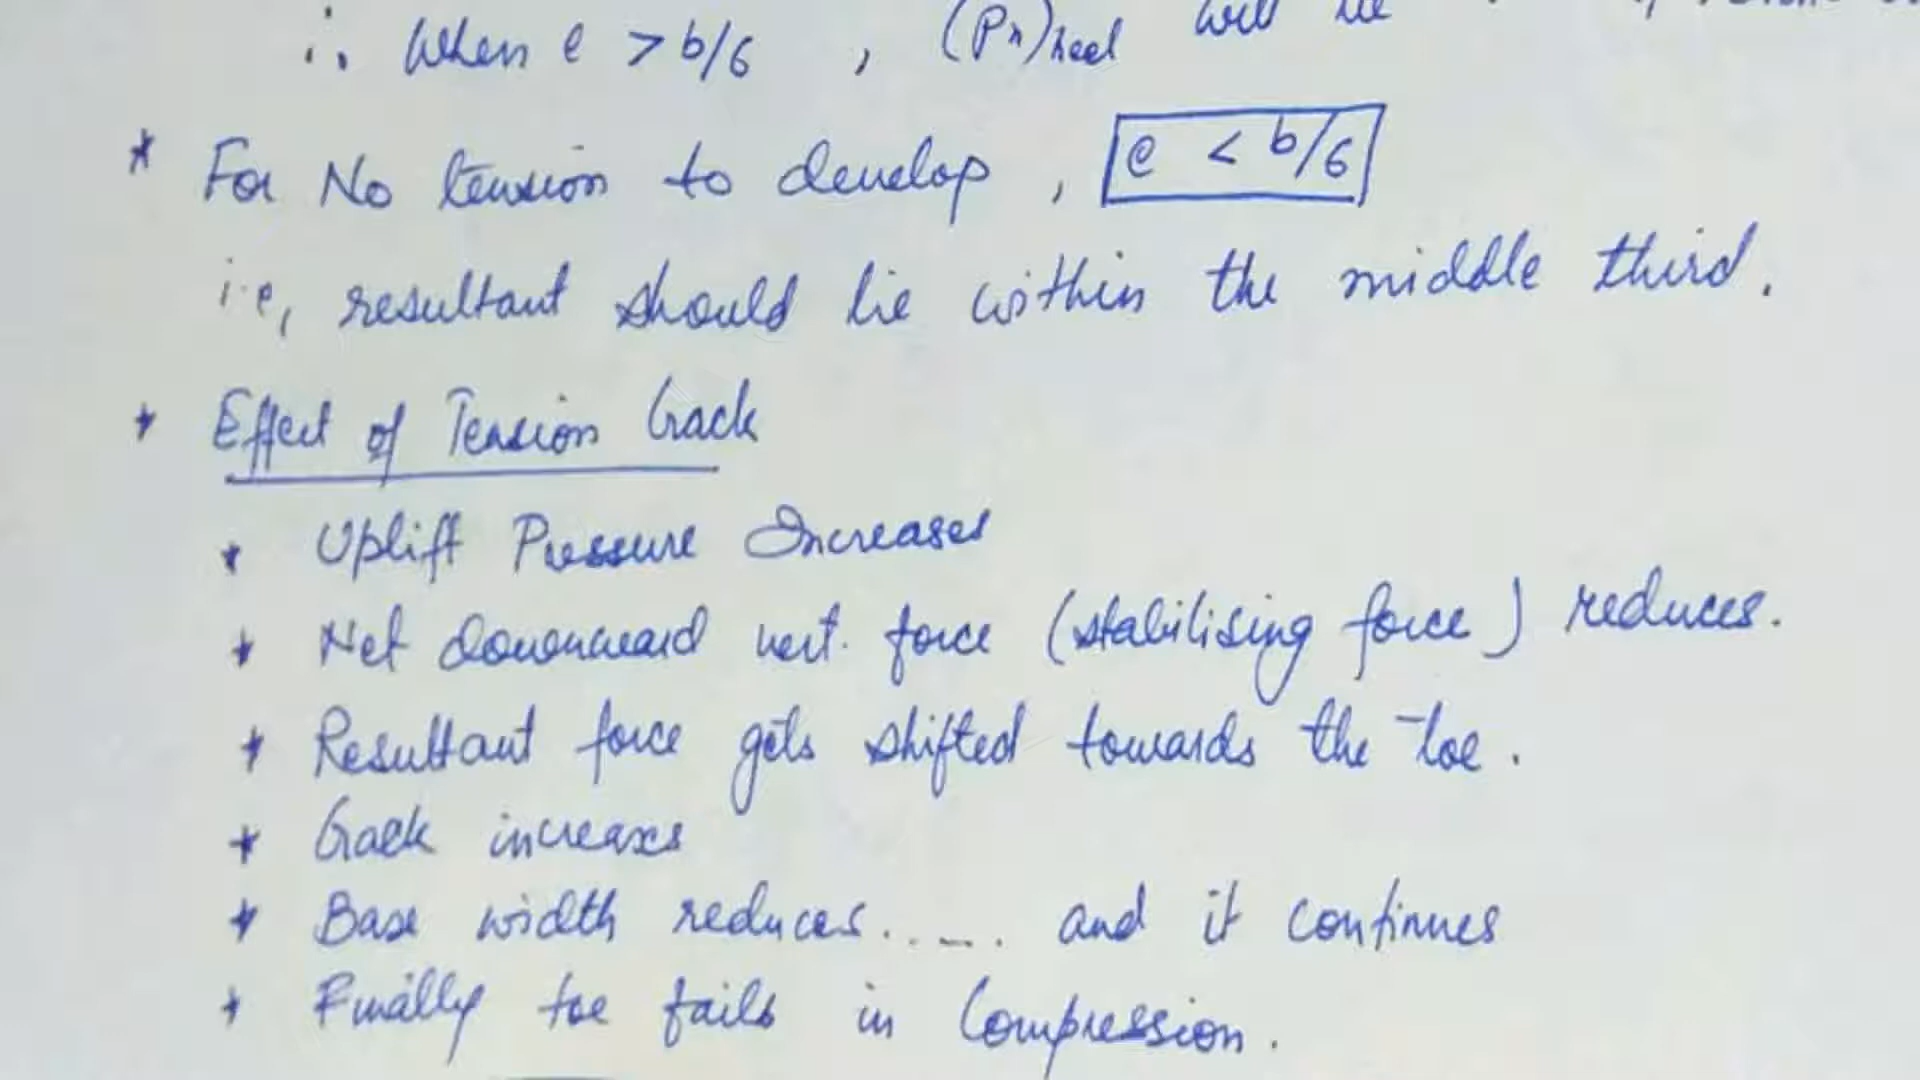 ∴ When e > b/6 , (Pn)heel will
* For No tension to develop , e < b/6
i.e, resultant should lie within the middle third.
* Effect of Tension Crack
* Uplift Pressure Increases
* Net downward vert. force (stabilising force) reduces.
* Resultant force gets shifted towards the toe.
* Crack increases
* Base width reduces..... and it continues
* Finally toe fails in Compression.